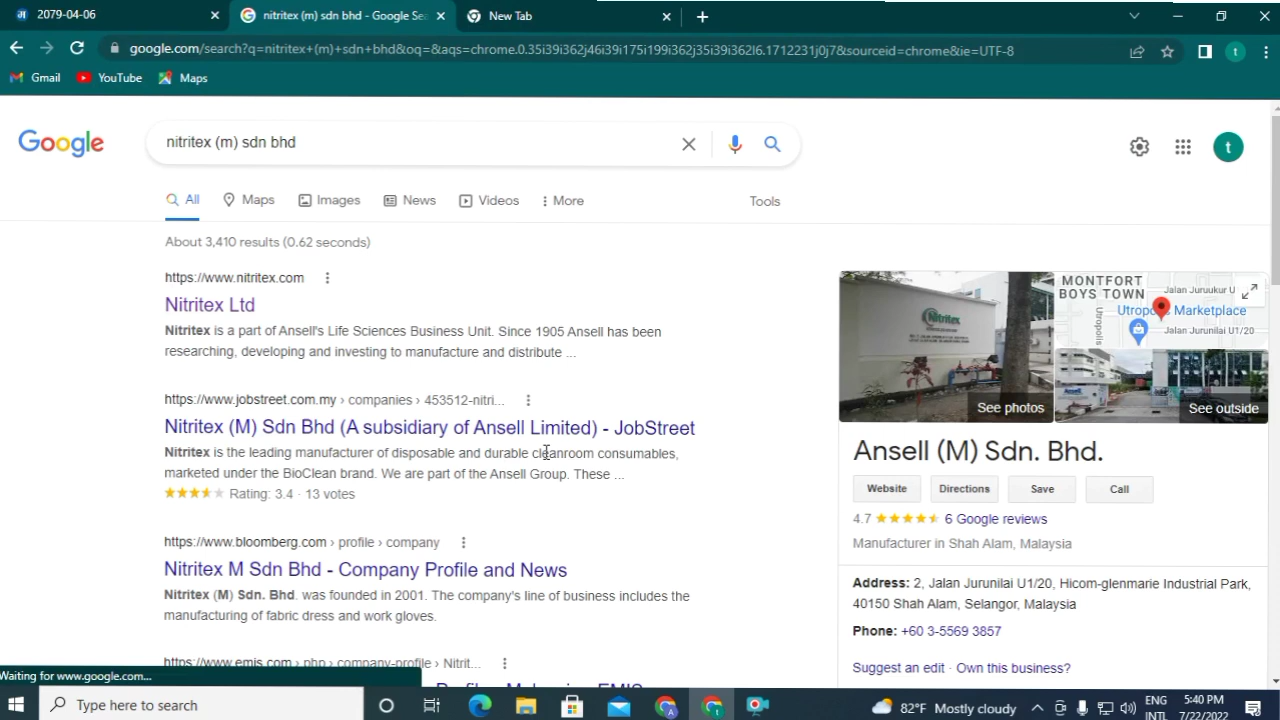 2079-04-06
nitritex (m) sdn bhd - Google Sea
New Tab
google.com/search?q=nitritex+(m)+sdn+bhd&oq=&aqs=chrome.0.35i39i362j46i39i175i199i362j35i39i362l6.1712231j0j7&sourceid=chrome&ie=UTF-8
t
Gmail
YouTube
Maps
Google
nitritex (m) sdn bhd
t
All
Maps
Images
News
Videos
More
Tools
About 3,410 results (0.62 seconds)
https://www.nitritex.com
Nitritex Ltd
Nitritex is a part of Ansell's Life Sciences Business Unit. Since 1905 Ansell has been
researching, developing and investing to manufacture and distribute ...
https://www.jobstreet.com.my › companies › 453512-nitri...
Nitritex (M) Sdn Bhd (A subsidiary of Ansell Limited) - JobStreet
Nitritex is the leading manufacturer of disposable and durable cleanroom consumables,
marketed under the BioClean brand. We are part of the Ansell Group. These ...
Rating: 3.4 · 13 votes
https://www.bloomberg.com › profile › company
Nitritex M Sdn Bhd - Company Profile and News
Nitritex (M) Sdn. Bhd. was founded in 2001. The company's line of business includes the
manufacturing of fabric dress and work gloves.
https://www.emis.com › php › company-profile › Nitrit...
Nitritex
See photos
MONTFORT
BOYS TOWN
Jalan Juruukur U
Utropolis Marketplace
Utropolis
Jalan Jurunilai U1/20
Ansell
See outside
Ansell (M) Sdn. Bhd.
Website
Directions
Save
Call
4.7
6 Google reviews
Manufacturer in Shah Alam, Malaysia
Address: 2, Jalan Jurunilai U1/20, Hicom-glenmarie Industrial Park,
40150 Shah Alam, Selangor, Malaysia
Phone: +60 3-5569 3857
Suggest an edit · Own this business?
Waiting for www.google.com...
Type here to search
82°F Mostly cloudy
ENG
INTL
5:40 PM
7/22/2022